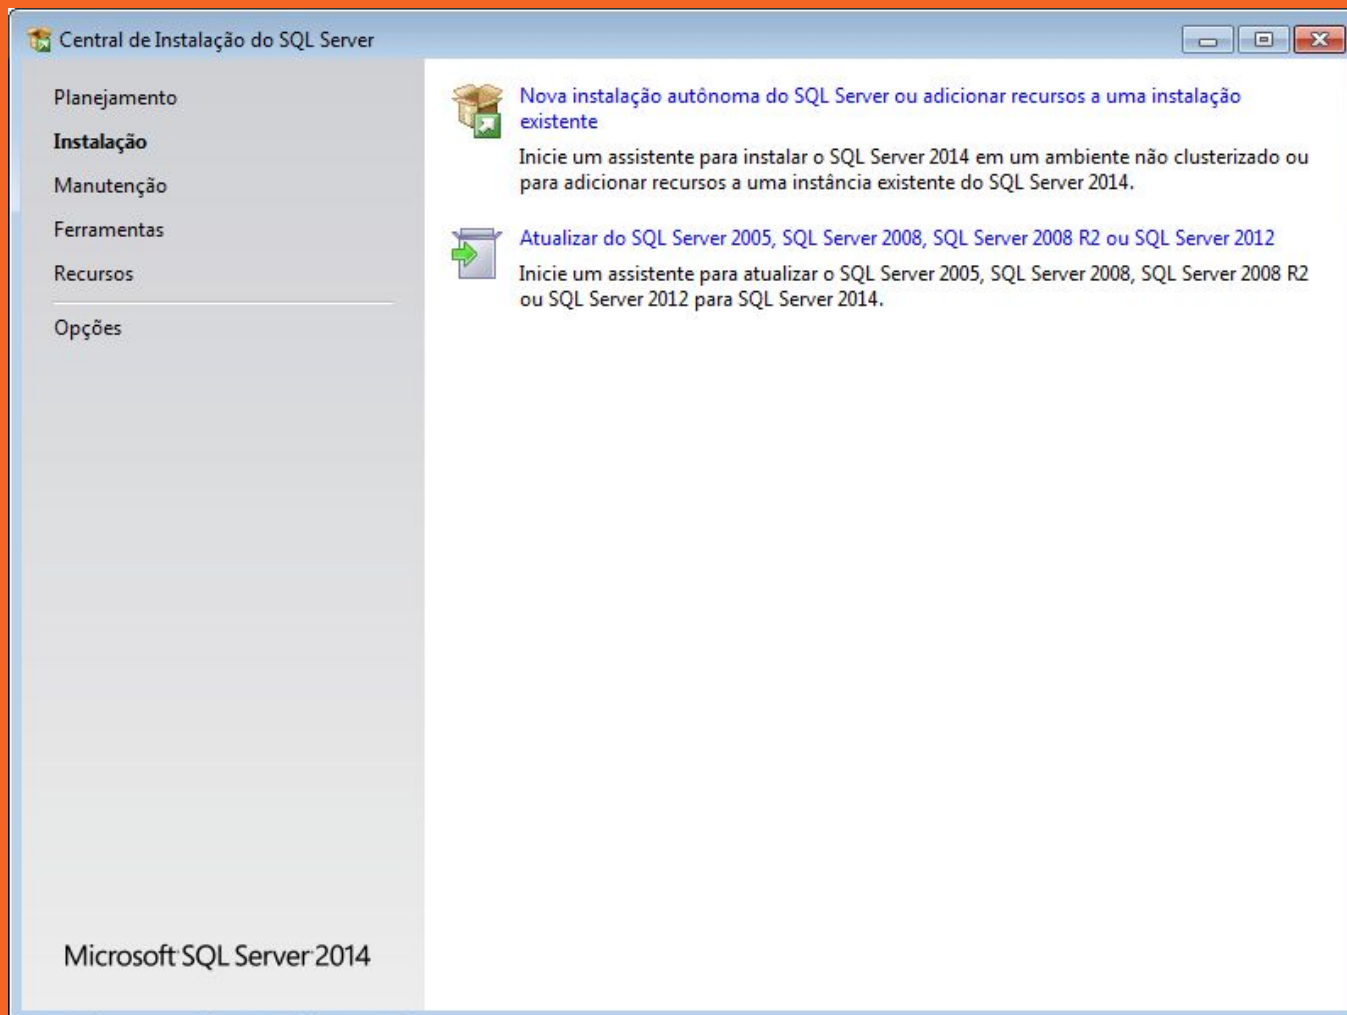 Central de Instalação do SQL Server
Planejamento
Instalação
Manutenção
Ferramentas
Recursos
Opções
Nova instalação autônoma do SQL Server ou adicionar recursos a uma instalação
existente
Inicie um assistente para instalar o SQL Server 2014 em um ambiente não clusterizado ou
para adicionar recursos a uma instância existente do SQL Server 2014.
Atualizar do SQL Server 2005, SQL Server 2008, SQL Server 2008 R2 ou SQL Server 2012
Inicie um assistente para atualizar o SQL Server 2005, SQL Server 2008, SQL Server 2008 R2
ou SQL Server 2012 para SQL Server 2014.
Microsoft SQL Server 2014